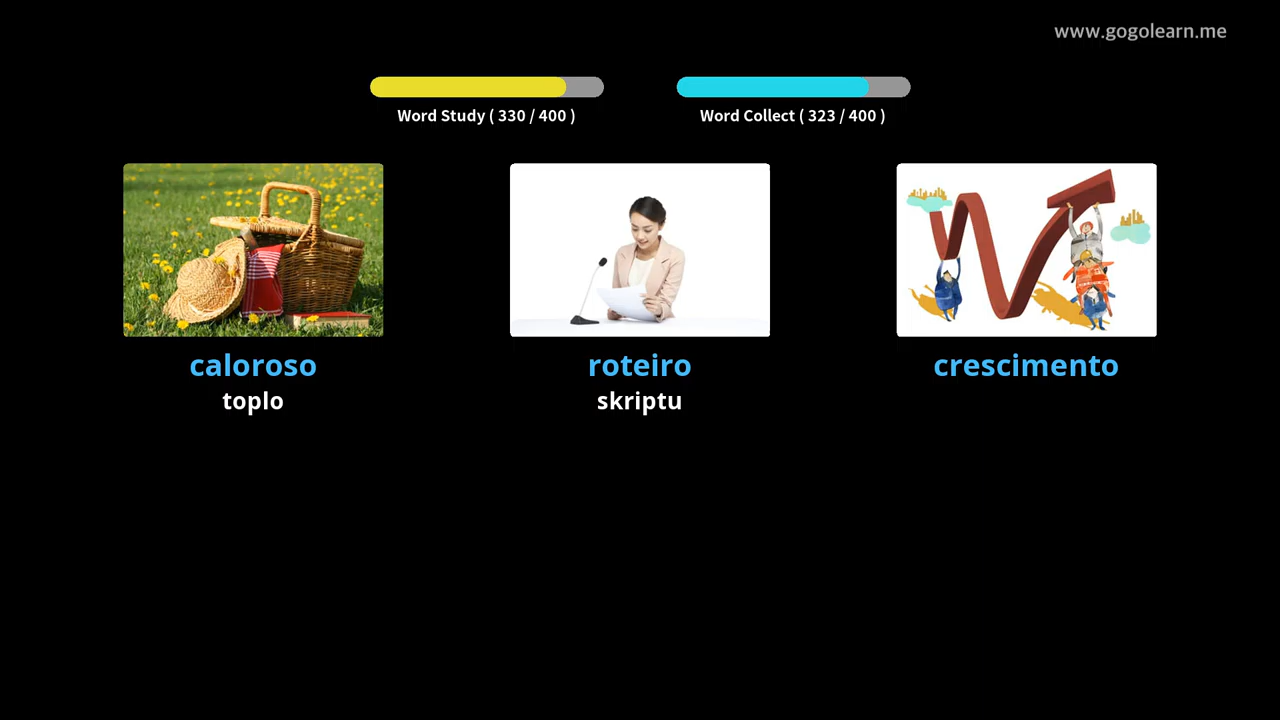 www.gogolearn.me
Word Study ( 330 / 400 )
Word Collect ( 323 / 400 )
caloroso
roteiro
crescimento
toplo
skriptu